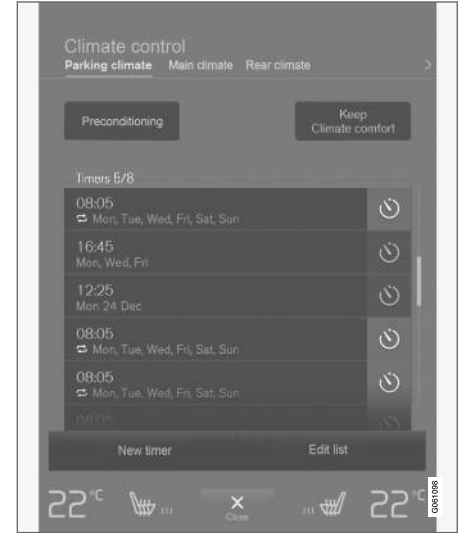 Climate control
Parking climate Main climate Rear climate
Preconditioning
Keep
Climate comfort
Timers 5/8
08:05
Mon, Tue, Wed, Fri, Sat, Sun
16:45
Mon, Wed, Fri
12:25
Mon 24 Dec
08:05
Mon, Tue, Wed, Fri, Sat, Sun
08:05
Mon, Tue, Wed, Fri, Sat, Sun
08:05
New timer Edit list
22°C 22°C
Close
G061098